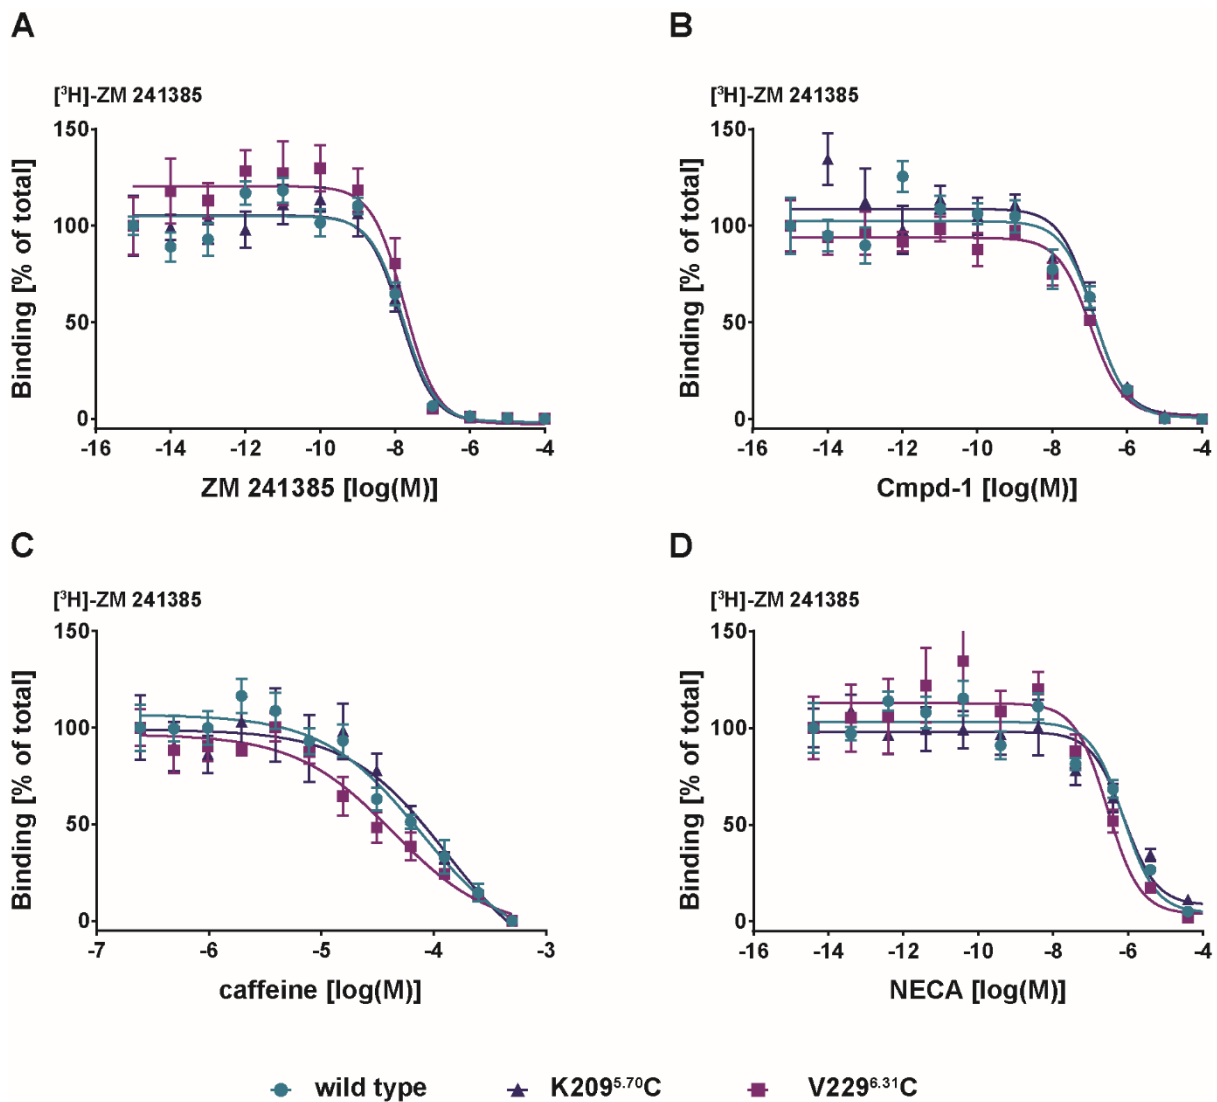 A
[³H]-ZM 241385
150
100
50
0
Binding [% of total]
-16 -14 -12 -10 -8 -6 -4
ZM 241385 [log(M)]
B
[³H]-ZM 241385
150
100
50
0
Binding [% of total]
-16 -14 -12 -10 -8 -6 -4
Cmpd-1 [log(M)]
C
[³H]-ZM 241385
150
100
50
0
Binding [% of total]
-7 -6 -5 -4 -3
caffeine [log(M)]
D
[³H]-ZM 241385
150
100
50
0
Binding [% of total]
-16 -14 -12 -10 -8 -6 -4
NECA [log(M)]
wild type K209⁵·⁷⁰C V229⁶·³¹C